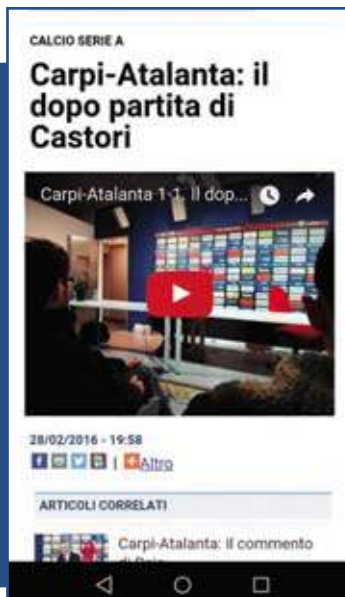 CALCIO SERIE A
Carpi-Atalanta: il
dopo partita di
Castori
Carpi-Atalanta 1-1. Il dop...
28/02/2016 - 19:58
| Altro
ARTICOLI CORRELATI
Carpi-Atalanta: Il commento